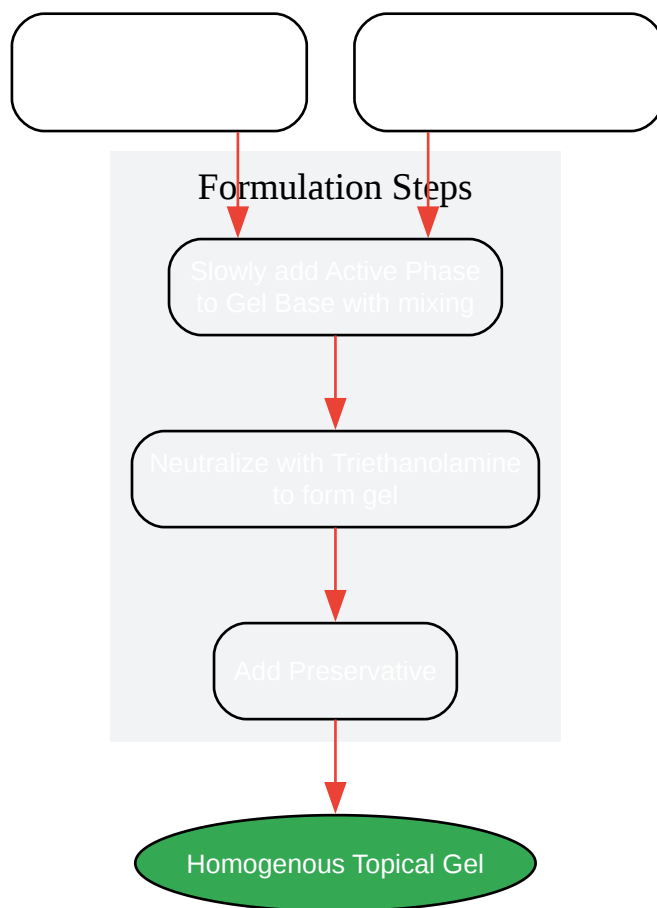 Formulation Steps
Slowly add Active Phase
to Gel Base with mixing
Neutralize with Triethanolamine
to form gel
Add Preservative
Homogenous Topical Gel